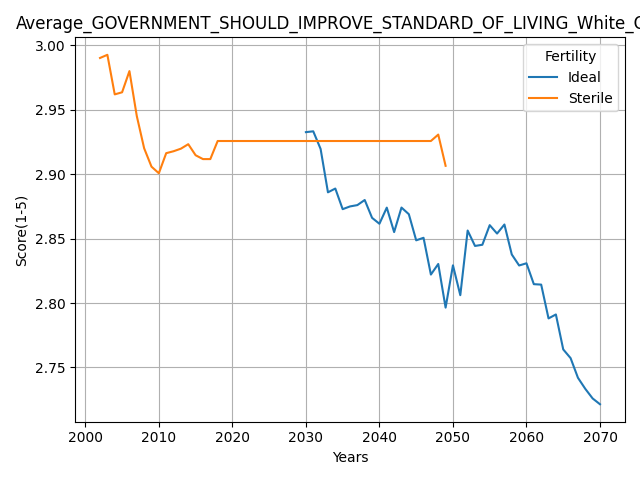 Average_GOVERNMENT_SHOULD_IMPROVE_STANDARD_OF_LIVING_White_
Fertility
Ideal
Sterile
3.00
2.95
2.90
2.85
2.80
2.75
Score(1-5)
2000 2010 2020 2030 2040 2050 2060 2070
Years